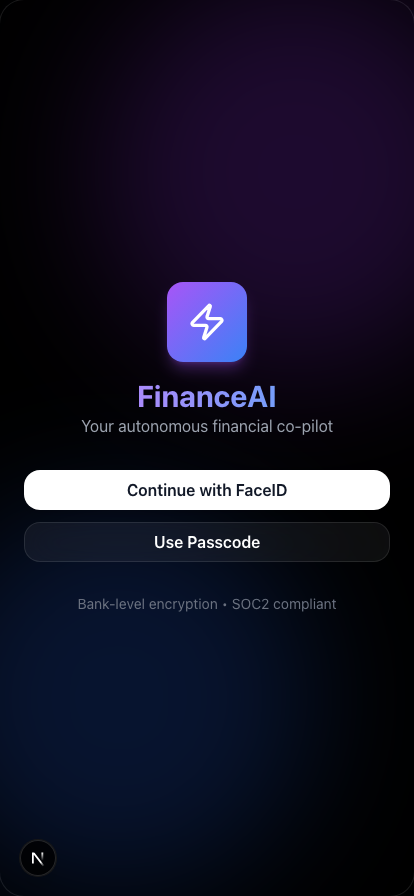 FinanceAI
Your autonomous financial co-pilot
Continue with FaceID
Use Passcode
Bank-level encryption • SOC2 compliant
N